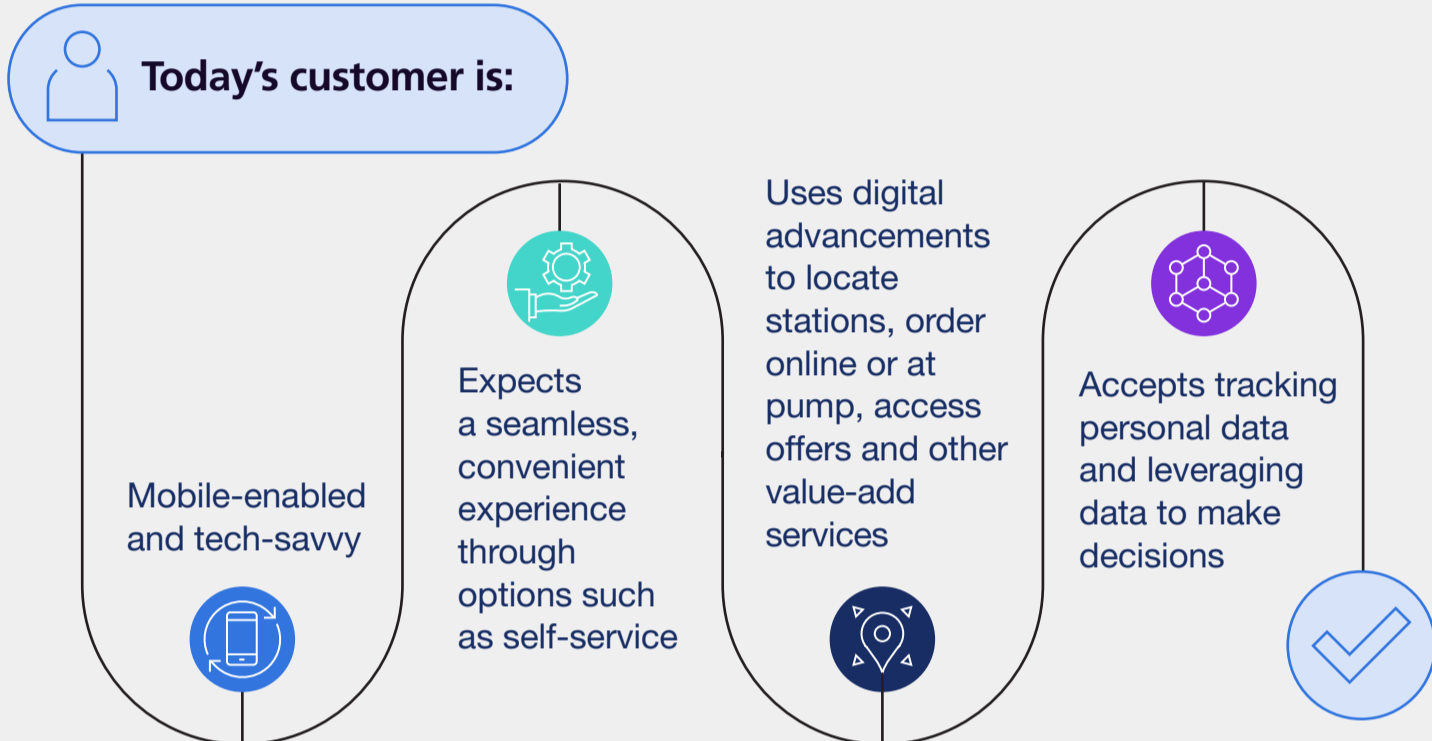 Today’s customer is:
Mobile-enabled
and tech-savvy
Expects
a seamless,
convenient
experience
through
options such
as self-service
Uses digital
advancements
to locate
stations, order
online or at
pump, access
offers and other
value-add
services
Accepts tracking
personal data
and leveraging
data to make
decisions